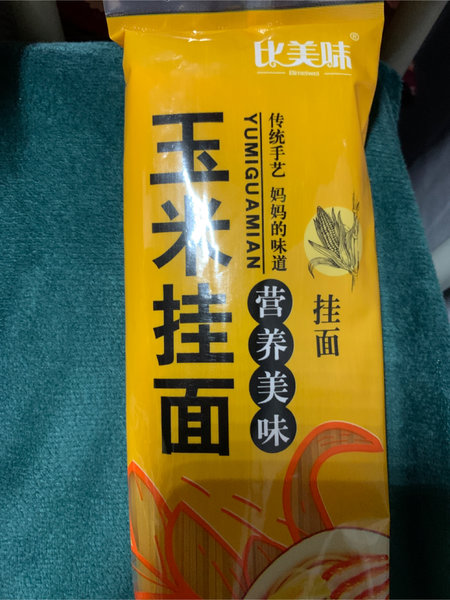 比美味®
Bimeiwei
玉米挂面
YUMIGUAMIAN
传统手艺 妈妈的味道
营养美味
挂面